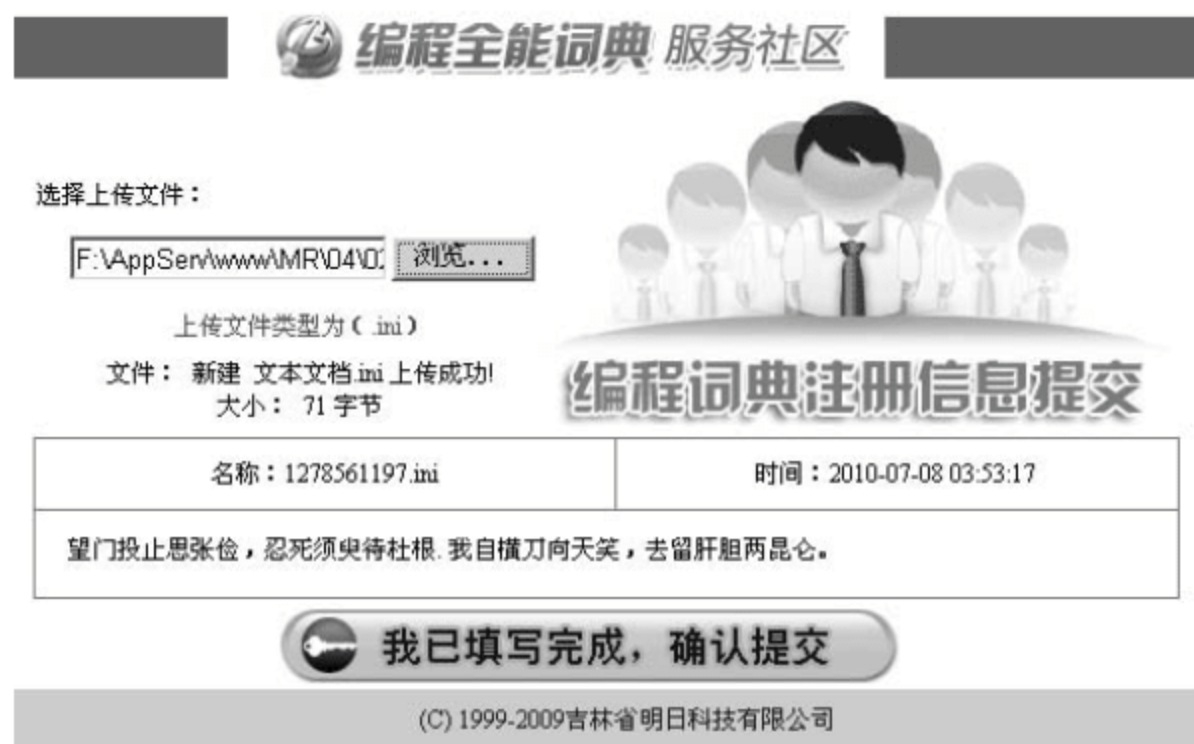 编程全能词典 服务社区
选择上传文件：
F:\AppServ\www\MR\04\02
浏览...
上传文件类型为（.ini）
文件： 新建 文本文档.ini 上传成功!
大小： 71 字节
编程词典注册信息提交
名称：1278561197.ini
时间：2010-07-08 03:53:17
望门投止思张俭，忍死须臾待杜根. 我自横刀向天笑，去留肝胆两昆仑。
我已填写完成，确认提交
(C) 1999-2009吉林省明日科技有限公司